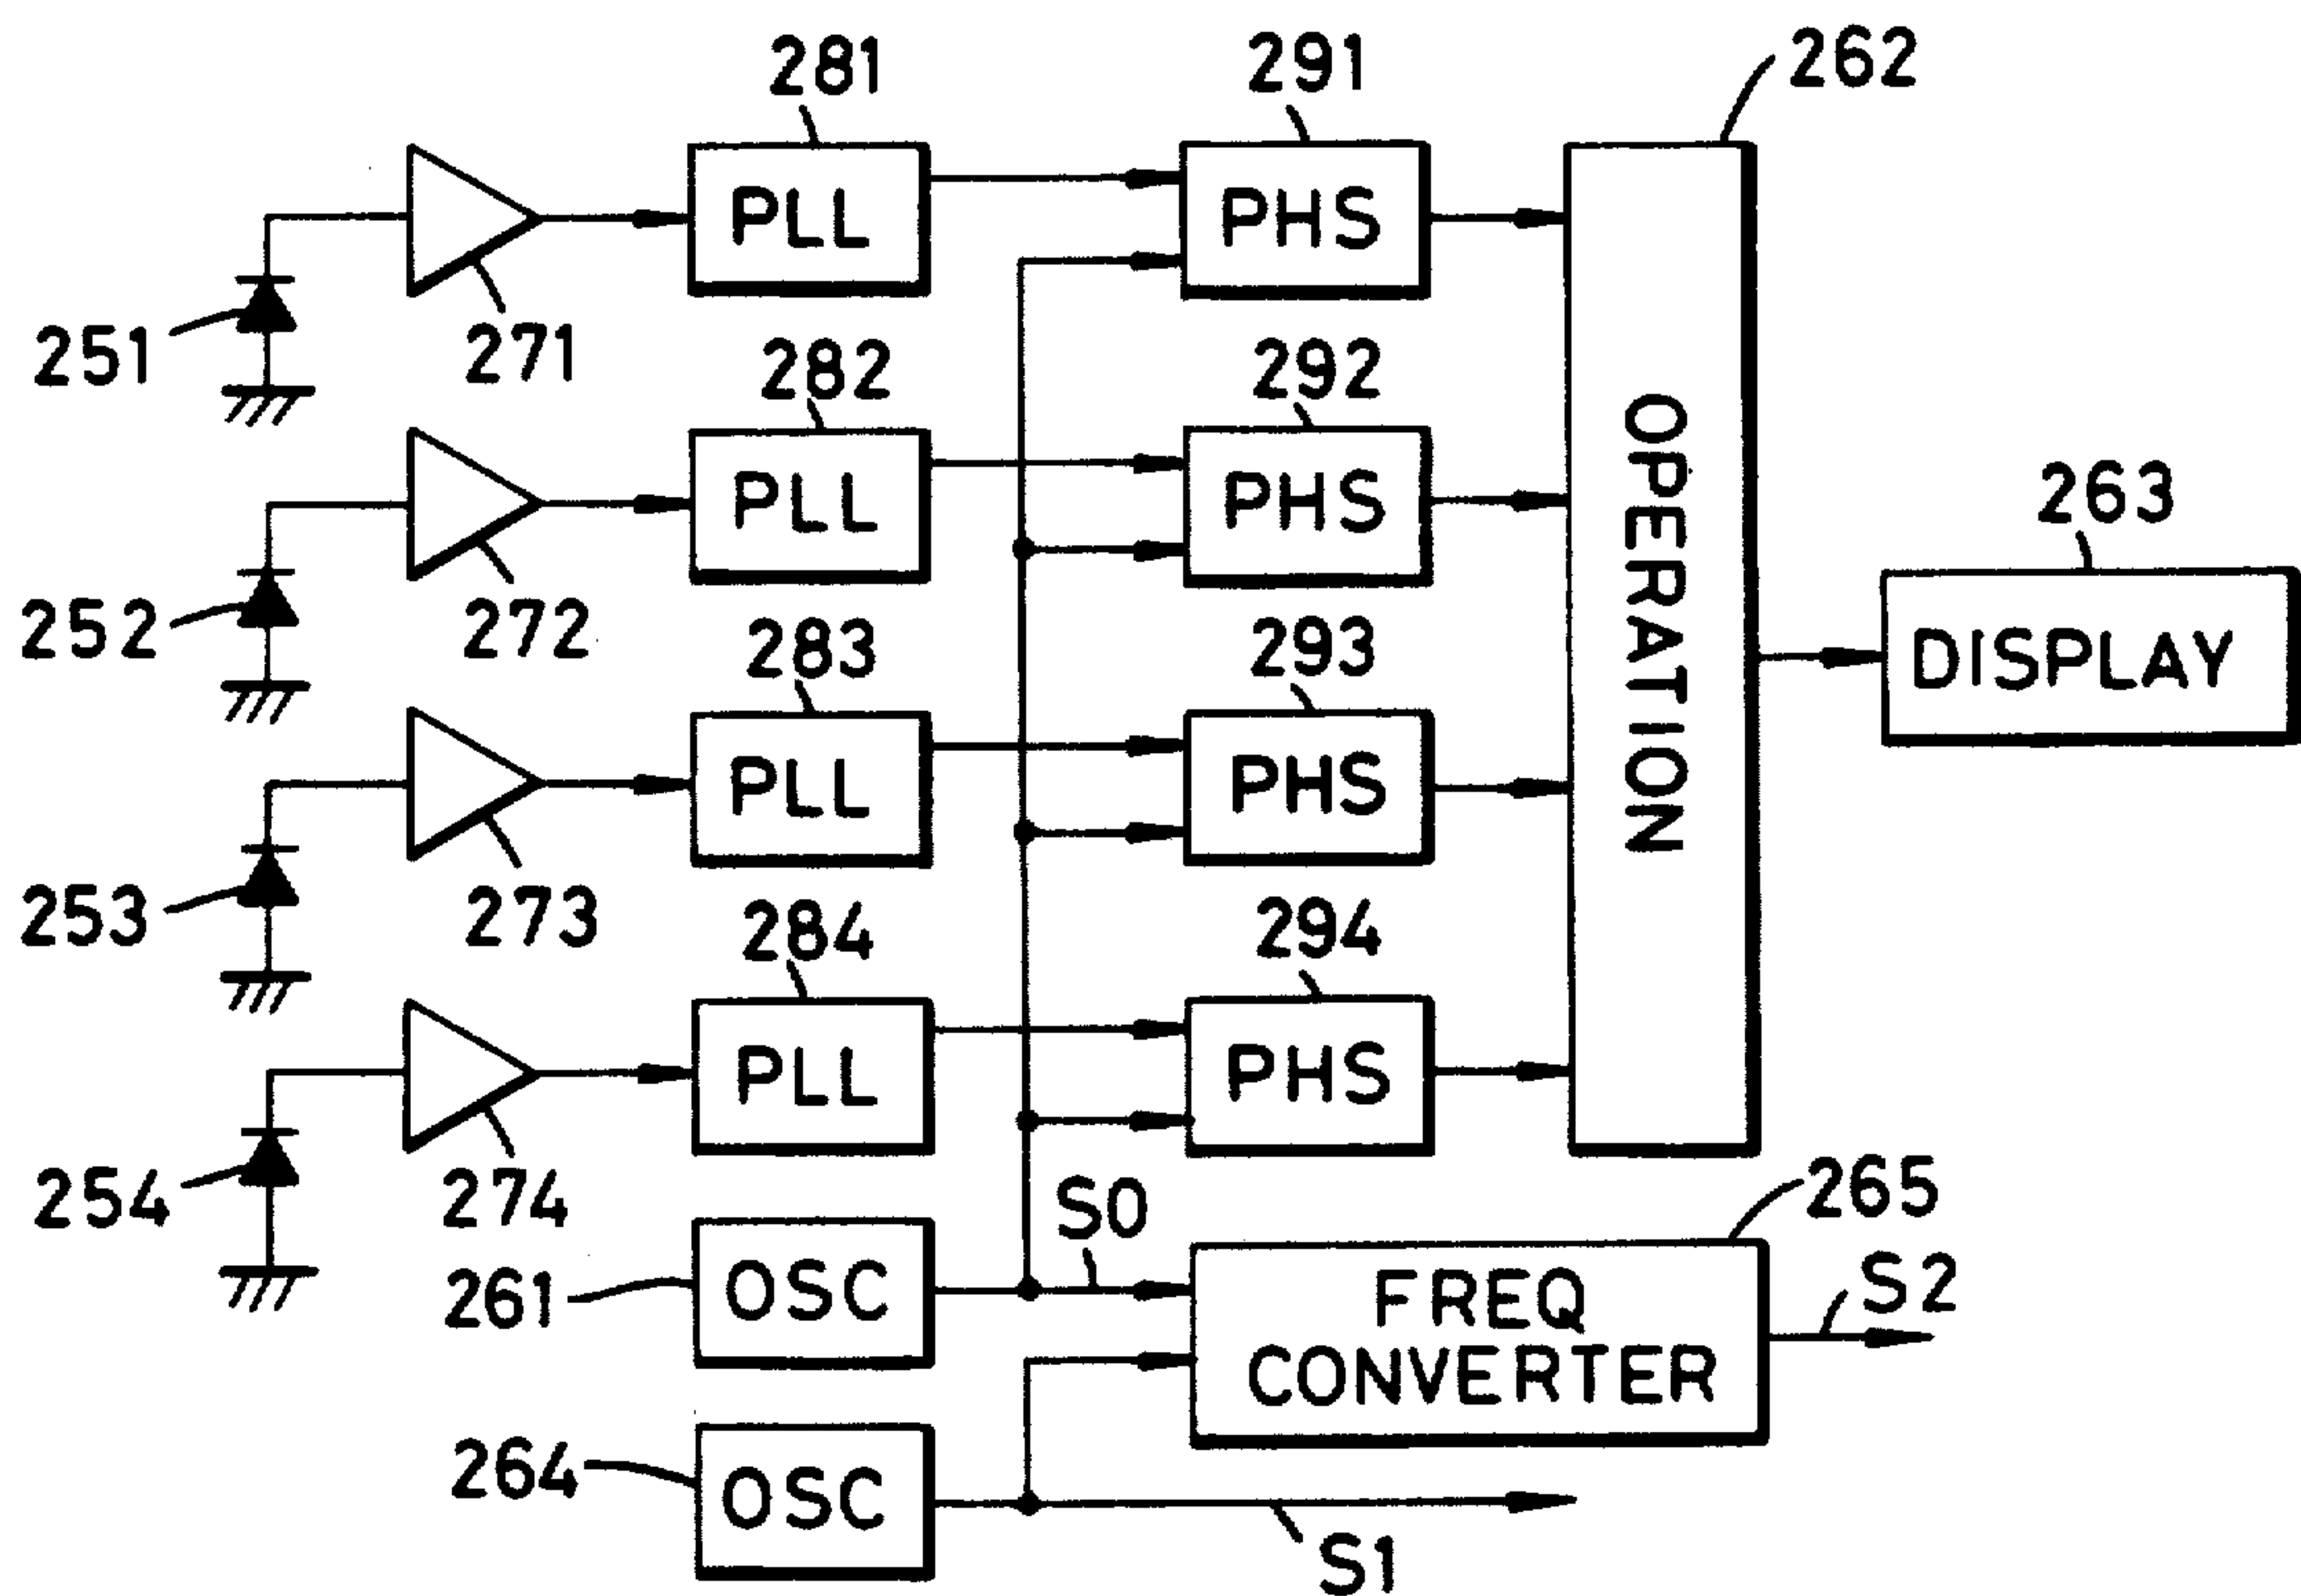 281
291
262
PLL
PHS
251
271
282
292
PLL
PHS
OPERATION
263
252
272
283
293
DISPLAY
PLL
PHS
253
273
284
294
PLL
PHS
254
274
S0
265
261
OSC
FREQ
CONVERTER
S2
264
OSC
S1